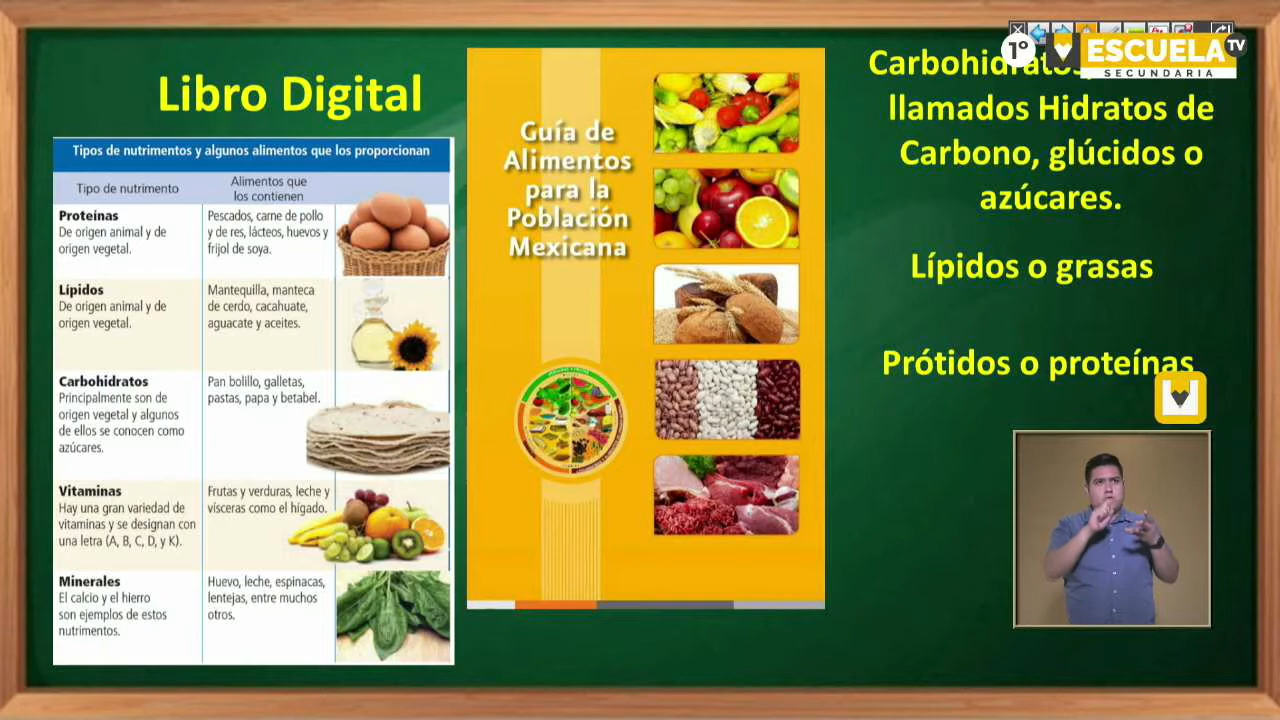 Libro Digital
Tipos de nutrimentos y algunos alimentos que los proporcionan
Tipo de nutrimento
Alimentos que
los contienen
Proteínas
De origen animal y de
origen vegetal.
Pescados, carne de pollo
y de res, lácteos, huevos y
frijol de soya.
Lípidos
De origen animal y de
origen vegetal.
Mantequilla, manteca
de cerdo, cacahuate,
aguacate y aceites.
Carbohidratos
Principalmente son de
origen vegetal y algunos
de ellos se conocen como
azúcares.
Pan bolillo, galletas,
pastas, papa y betabel.
Vitaminas
Hay una gran variedad de
vitaminas y se designan con
una letra (A, B, C, D, y K).
Frutas y verduras, leche y
vísceras como el hígado.
Minerales
El calcio y el hierro
son ejemplos de estos
nutrimentos.
Huevo, leche, espinacas,
lentejas, entre muchos
otros.
Guía de
Alimentos
para la
Población
Mexicana
1º
ESCUELA TV
SECUNDARIA
Carbohidratos,
llamados Hidratos de
Carbono, glúcidos o
azúcares.
Lípidos o grasas
Prótidos o proteínas